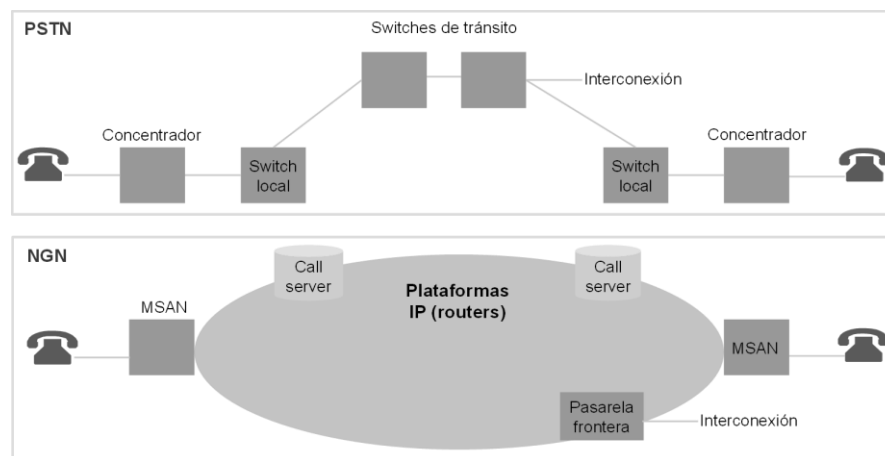 PSTN
Switches de tránsito
Interconexión
Concentrador
Concentrador
Switch
local
Switch
local
NGN
Call
server
Call
server
Plataformas
IP (routers)
MSAN
MSAN
Pasarela
frontera
Interconexión